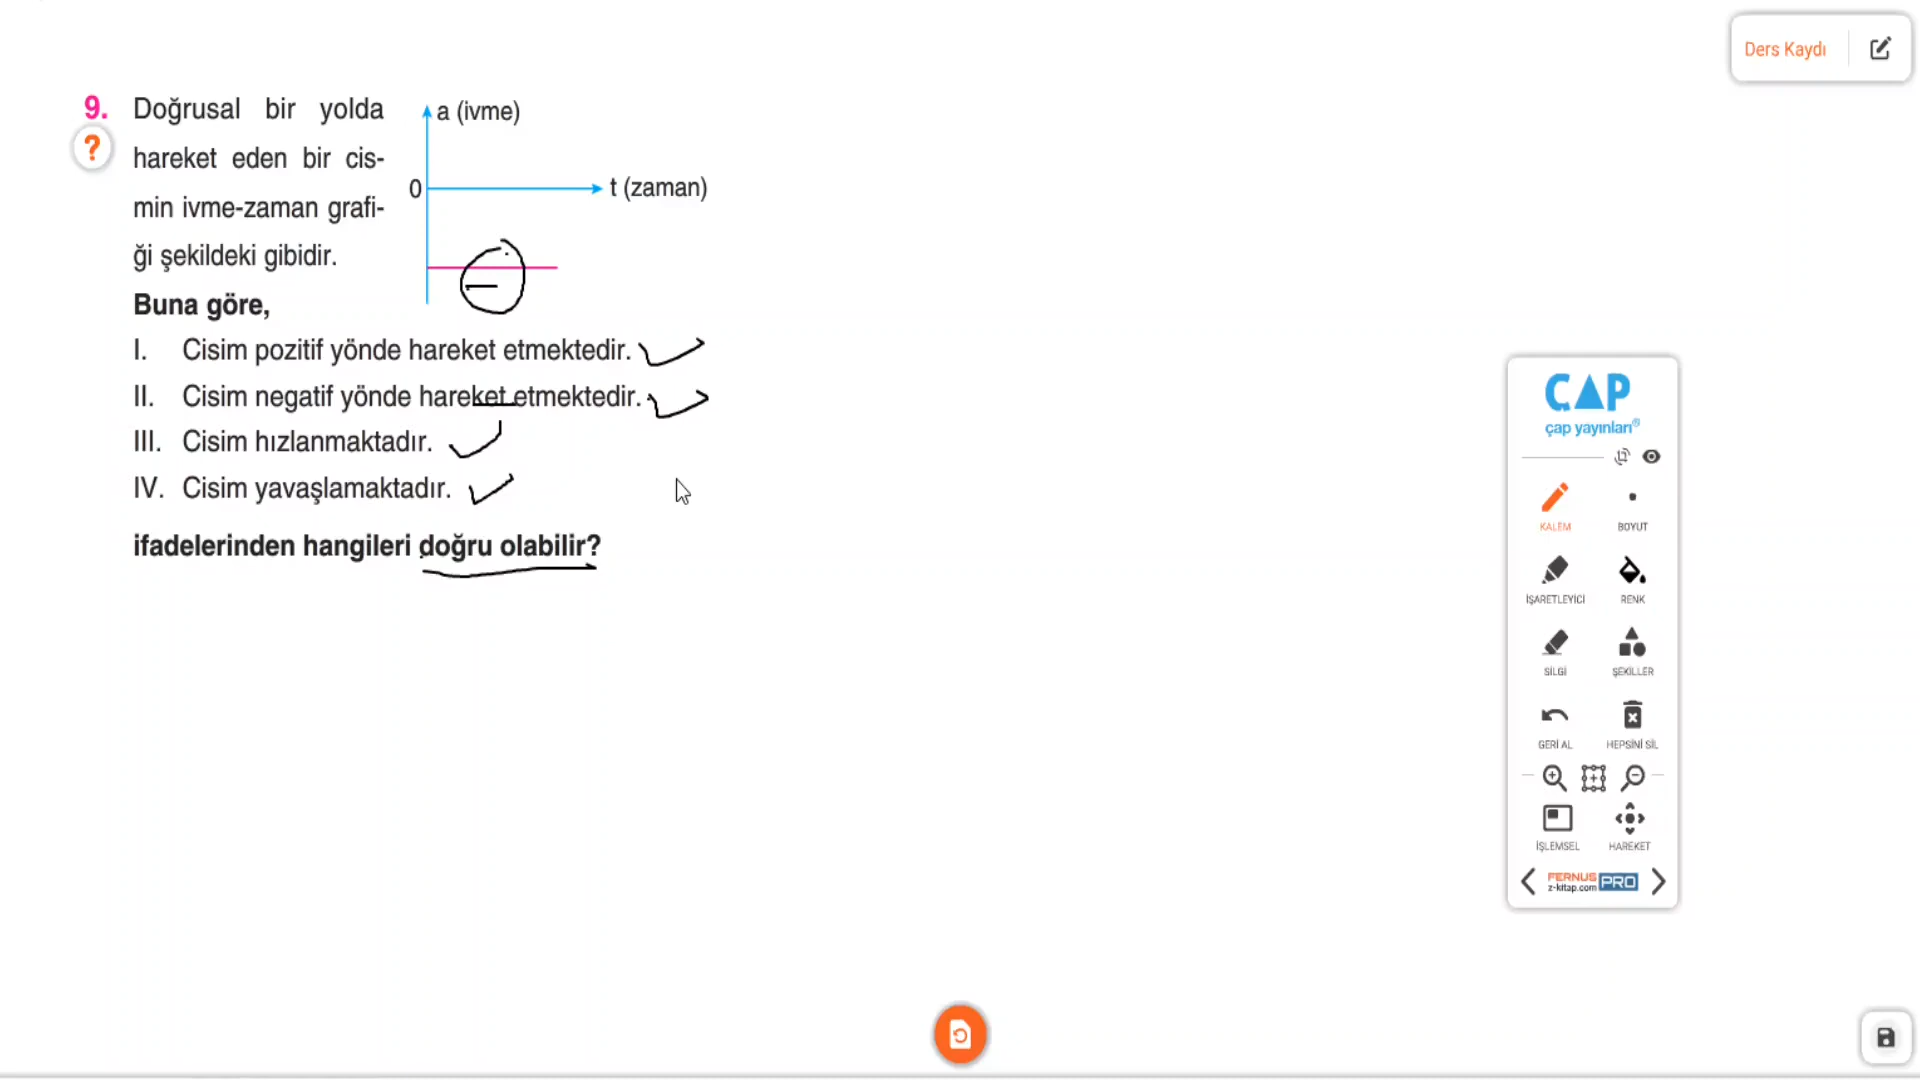 Ders Kaydı
9. Doğrusal bir yolda
hareket eden bir cis-
min ivme-zaman grafi-
ği şekildeki gibidir.
a (ivme)
0
t (zaman)
?
Buna göre,
I. Cisim pozitif yönde hareket etmektedir.
II. Cisim negatif yönde hareket etmektedir.
III. Cisim hızlanmaktadır.
IV. Cisim yavaşlamaktadır.
ifadelerinden hangileri doğru olabilir?
ÇAP
çap yayınları®
KALEM BOYUT
İŞARETLEYİCİ RENK
SİLGİ ŞEKİLLER
GERİ AL HEPSİNİ SİL
İŞLEMSEL HAREKET
FERNUS
z-kitap.com PRO